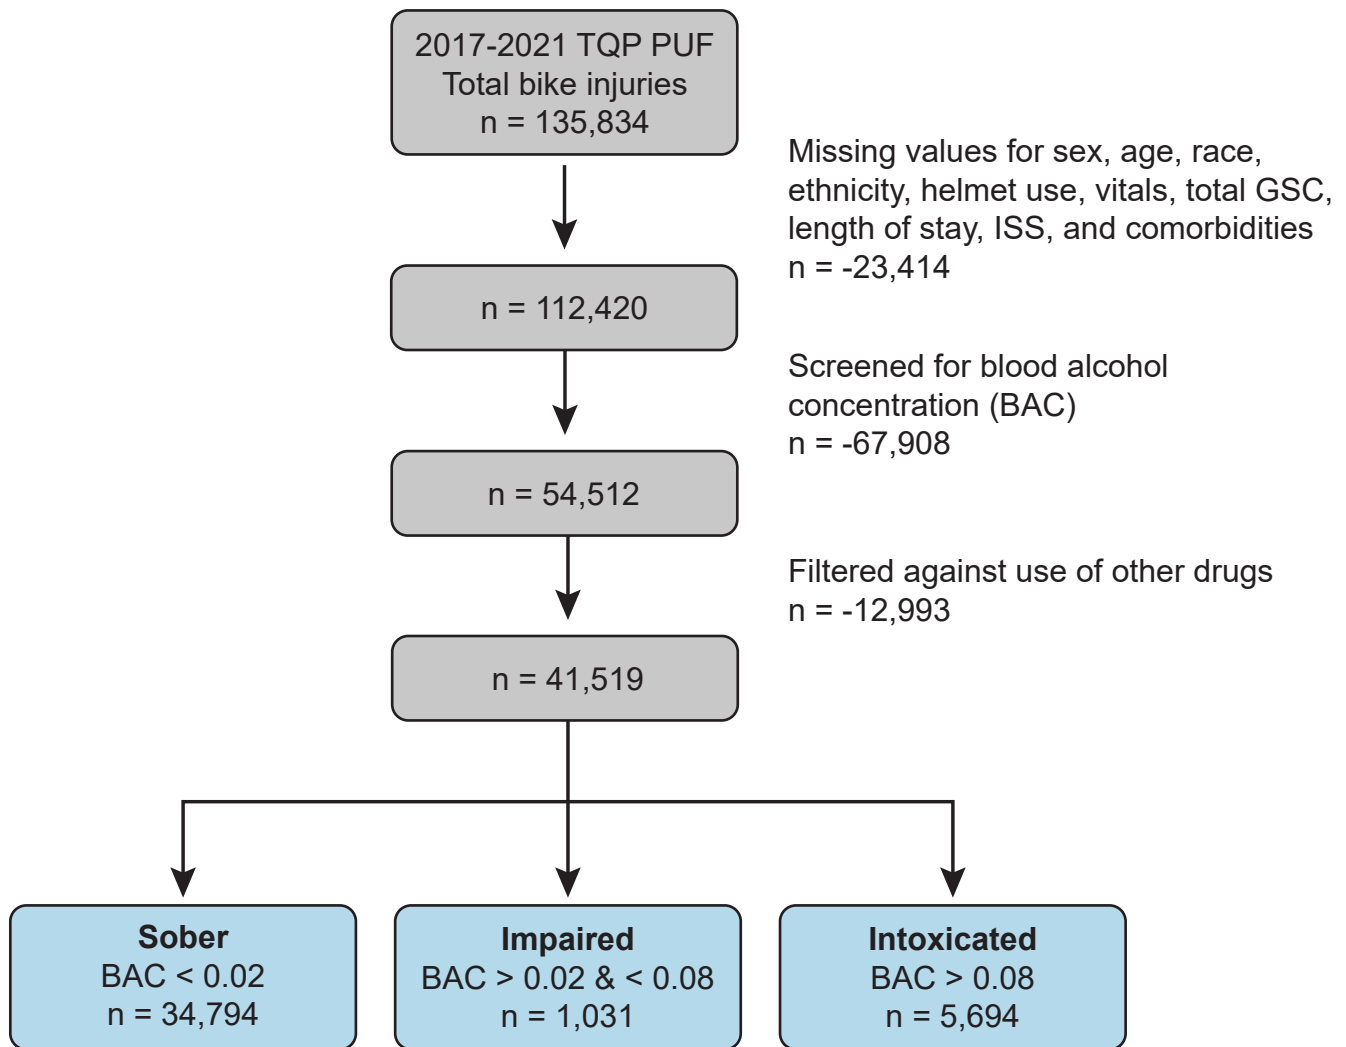 2017-2021 TQP PUF
Total bike injuries
n = 135,834
Missing values for sex, age, race,
ethnicity, helmet use, vitals, total GSC,
length of stay, ISS, and comorbidities
n = -23,414
n = 112,420
Screened for blood alcohol
concentration (BAC)
n = -67,908
n = 54,512
Filtered against use of other drugs
n = -12,993
n = 41,519
Sober
BAC < 0.02
n = 34,794
Impaired
BAC > 0.02 & < 0.08
n = 1,031
Intoxicated
BAC > 0.08
n = 5,694